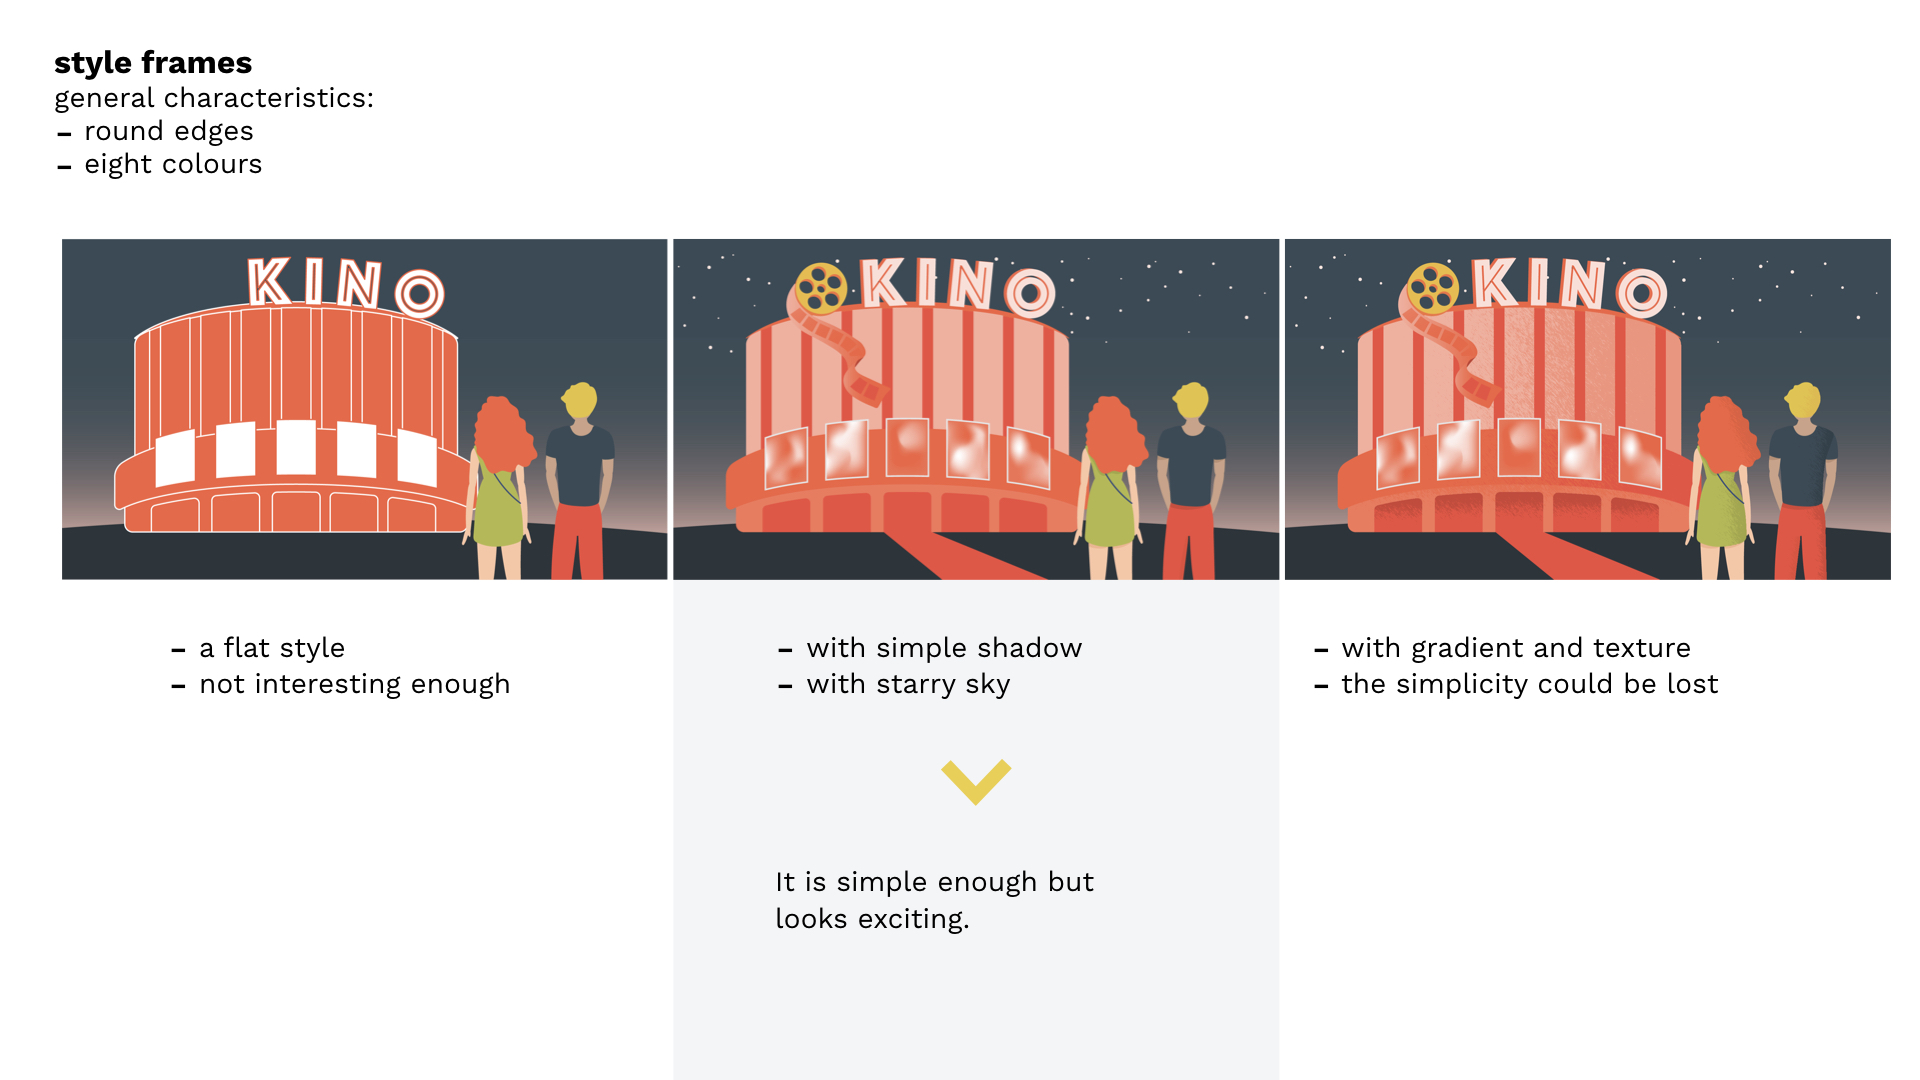 style frames
general characteristics:
- round edges
- eight colours
KINO
KINO
KINO
- a flat style
- not interesting enough
- with simple shadow
- with starry sky
- with gradient and texture
- the simplicity could be lost
It is simple enough but
looks exciting.